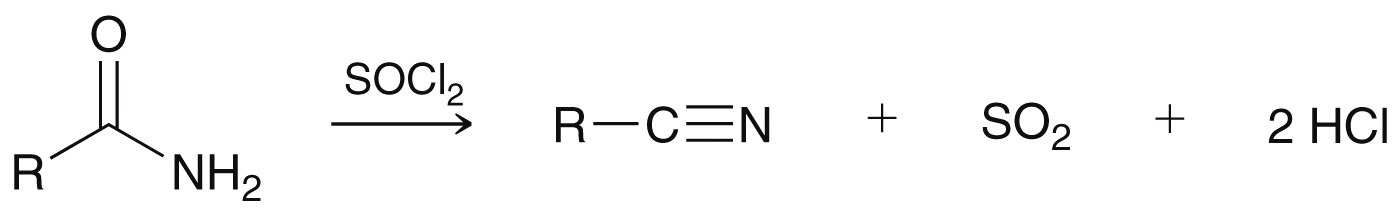 O
R
NH₂
SOCl₂
R—C≡N + SO₂ + 2 HCl